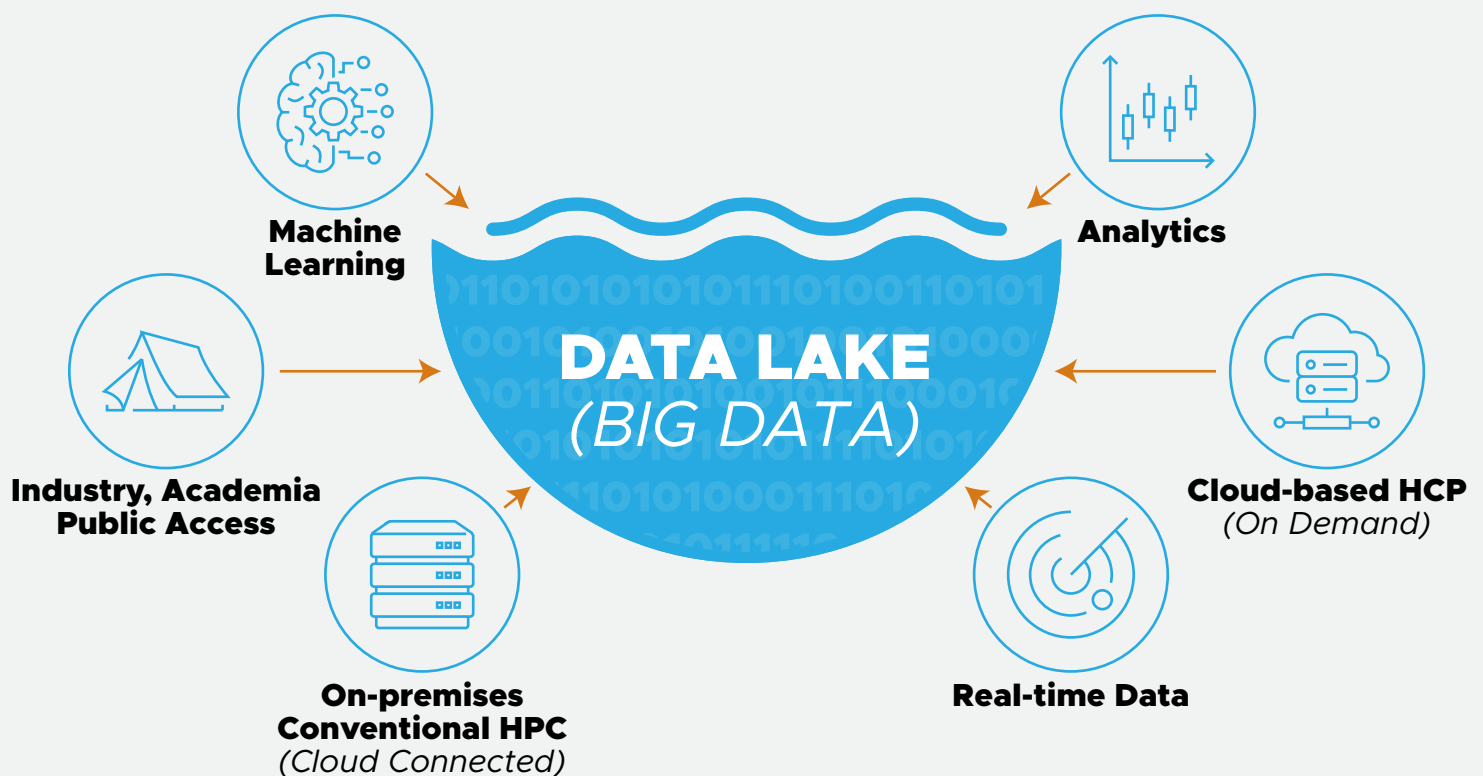 Machine
Learning
Analytics
DATA LAKE
(BIG DATA)
Industry, Academia
Public Access
Cloud-based HCP
(On Demand)
On-premises
Conventional HPC
(Cloud Connected)
Real-time Data